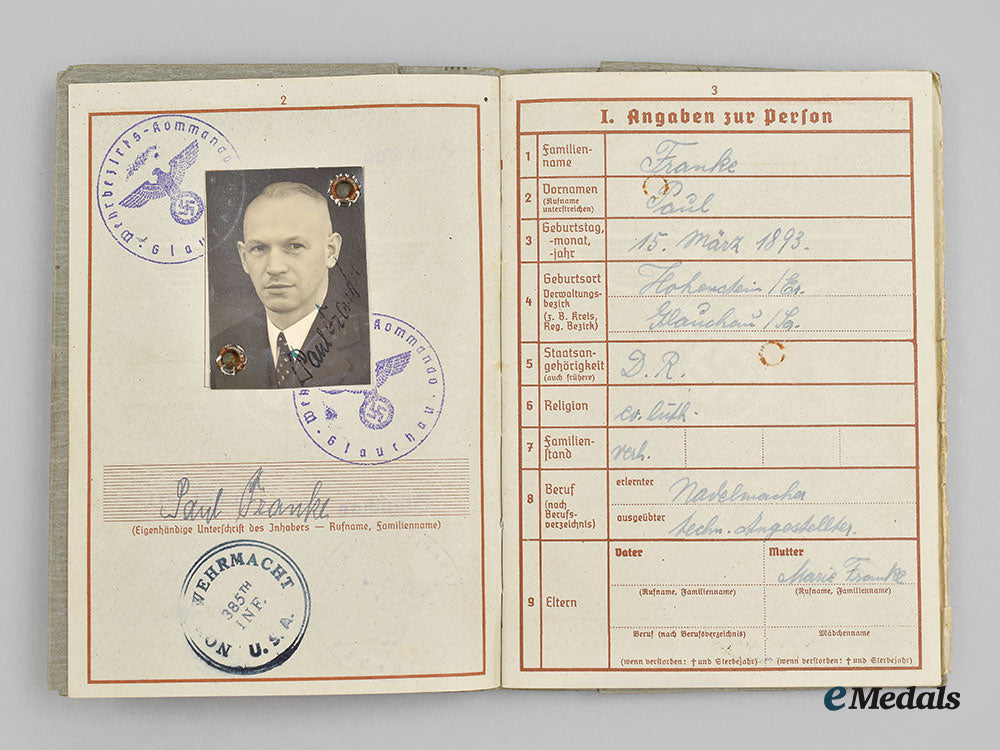 2
Wehrbezirks-Kommando
Glauchau
Paul Franke
Wehrbezirks-Kommando
Glauchau
Paul Franke
(Eigenhändige Unterschrift des Inhabers — Rufname, Familienname)
WEHRMACHT
385TH
INF.
ON U.S.A.
3
I. Angaben zur Person
1 Familien-
name
Franke
2 Vornamen
(Rufname
unterstreichen)
Paul
3 Geburtstag,
-monat,
-jahr
15. März 1893.
4 Geburtsort
Verwaltungs-
bezirk
(z. B. Kreis,
Reg. Bezirk)
Hohenstein/Er.
Glauchau/Sa.
5 Staatsan-
gehörigkeit
(auch frühere)
D. R.
6 Religion
ev. luth.
7 Familien-
stand
verh.
8 Beruf
(nach
Berufs-
verzeichnis)
erlernter
Nadelmacher
ausgeübter
techn. Angestellter
9 Eltern
Vater
Mutter
Marie Franke
(Rufname, Familienname)
(Rufname, Familienname)
Beruf (nach Berufsverzeichnis)
Mädchenname
(wenn verstorben: † und Sterbejahr)
(wenn verstorben: † und Sterbejahr)
eMedals